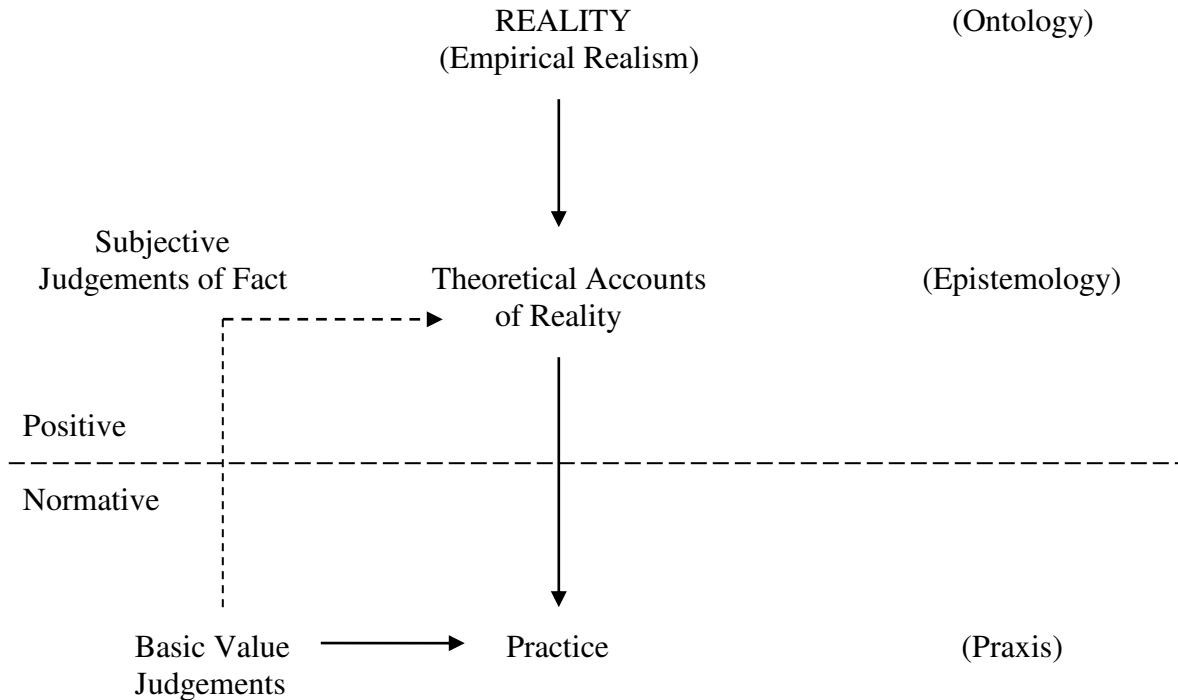 REALITY
(Empirical Realism)
(Ontology)
Subjective
Judgements of Fact
Theoretical Accounts
of Reality
(Epistemology)
Positive
Normative
Basic Value
Judgements
Practice
(Praxis)